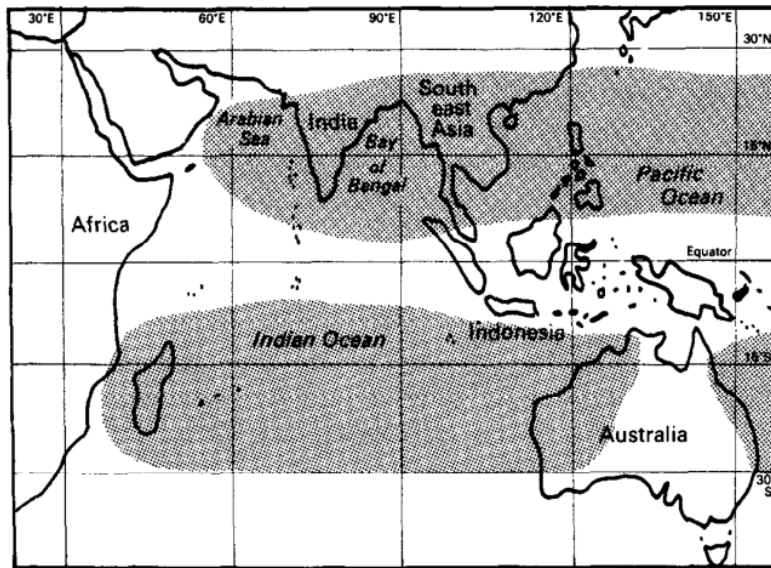 30°E 60°E 90°E 120°E 150°E
30°N
South
east
Asia
Arabian
Sea
India
Bay
of
Bengal
15°N
Pacific
Ocean
Africa
Equator
Indian Ocean
Indonesia
15°S
Australia
30°
S